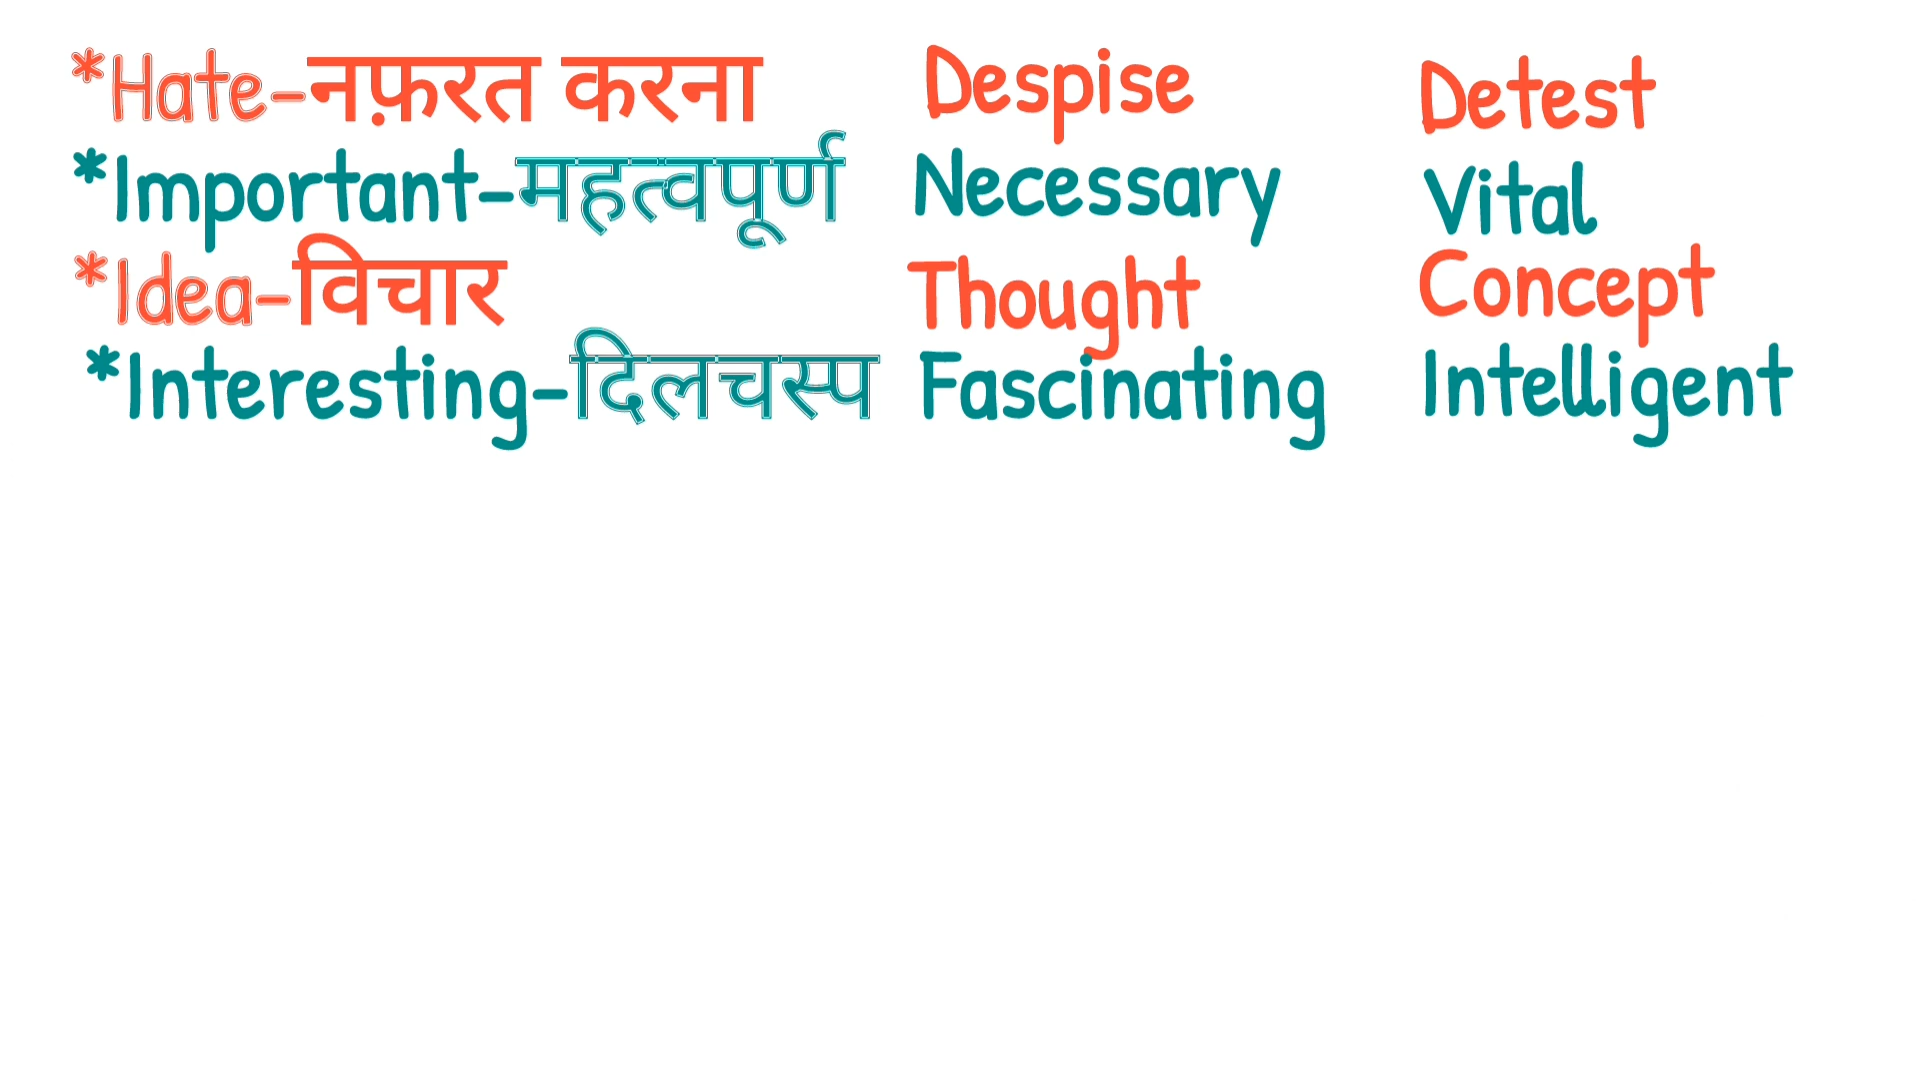 *Hate-नफ़रत करना Despise Detest
*Important-महत्वपूर्ण Necessary Vital
*Idea-विचार Thought Concept
*Interesting-दिलचस्प Fascinating Intelligent